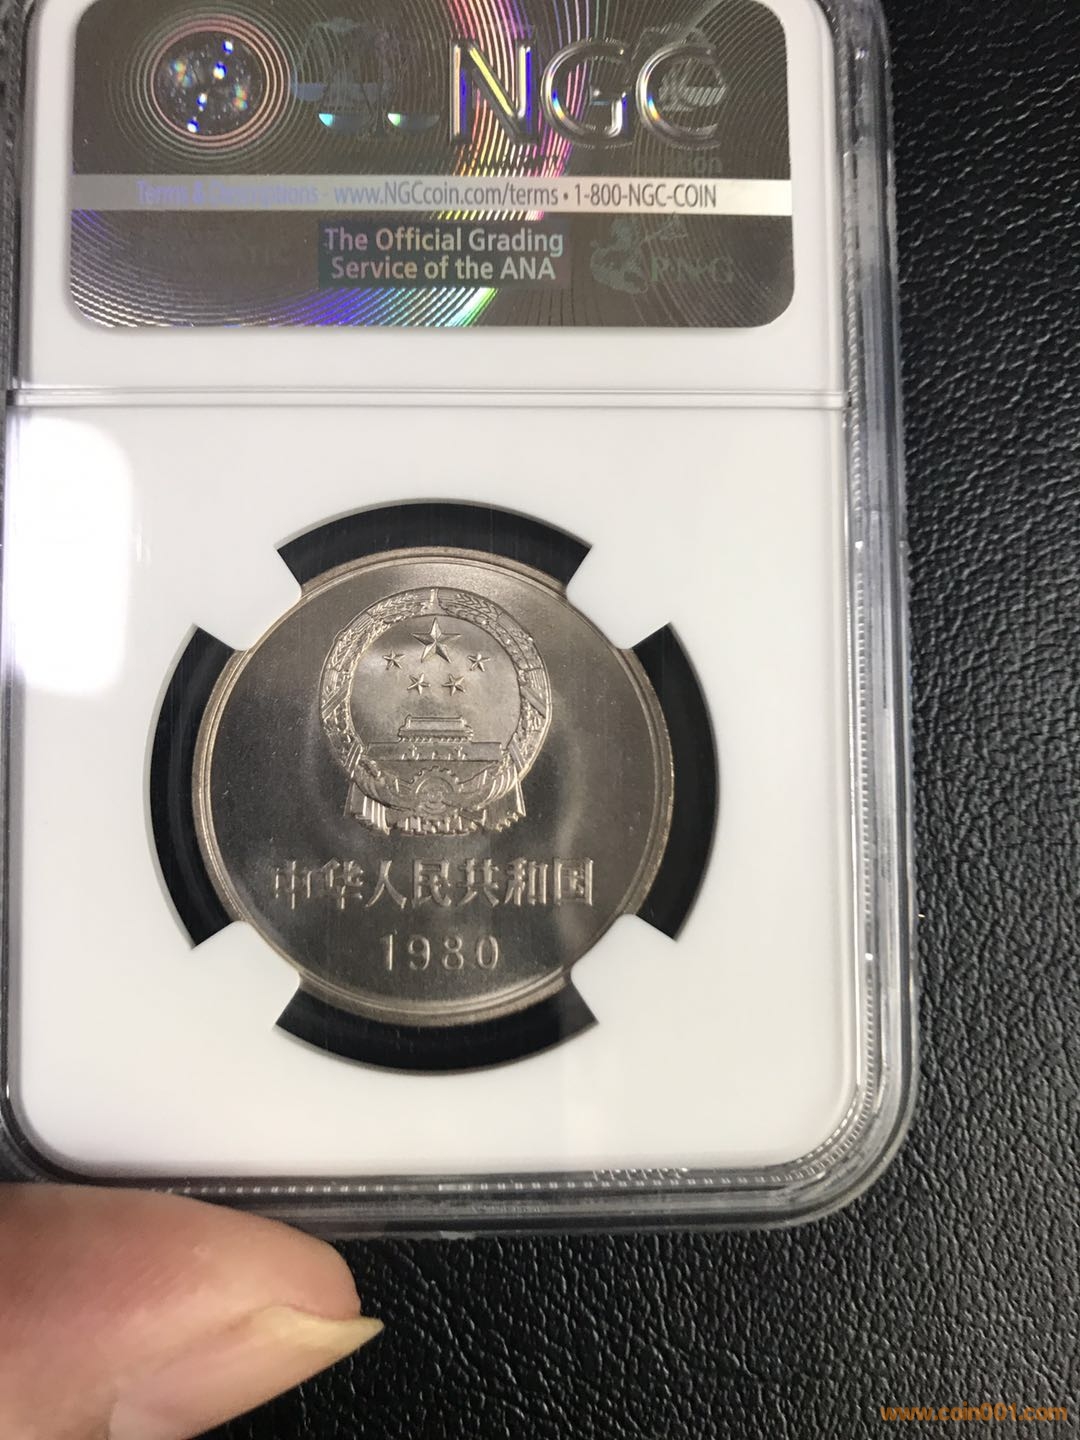 NGC
Terms & Descriptions - www.NGCcoin.com/terms • 1-800-NGC-COIN
The Official Grading
Service of the ANA
PNG
中华人民共和国
1980
www.coin001.com